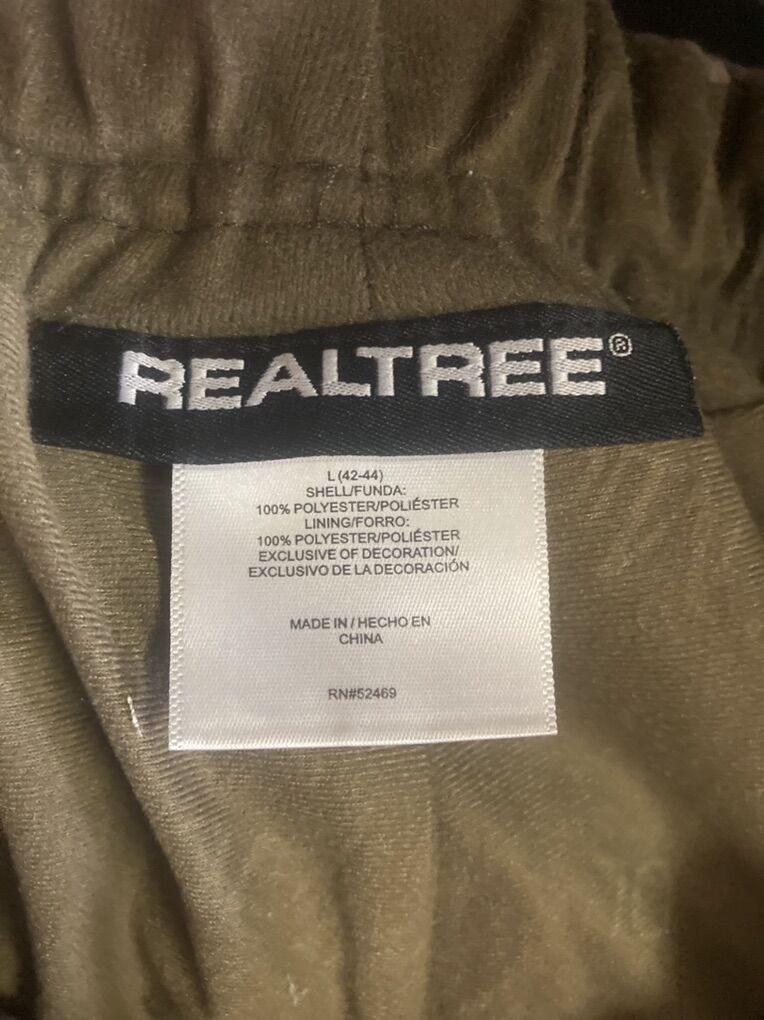 REALTREE®
L (42-44)
SHELL/FUNDA:
100% POLYESTER/POLIÉSTER
LINING/FORRO:
100% POLYESTER/POLIÉSTER
EXCLUSIVE OF DECORATION/
EXCLUSIVO DE LA DECORACIÓN
MADE IN / HECHO EN
CHINA
RN#52469